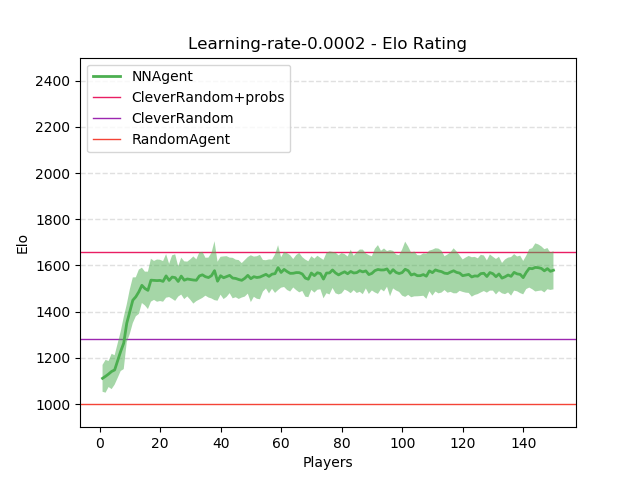 Learning-rate-0.0002 - Elo Rating
NNAgent
CleverRandom+probs
CleverRandom
RandomAgent
2400
2200
2000
1800
1600
1400
1200
1000
Elo
0 20 40 60 80 100 120 140
Players